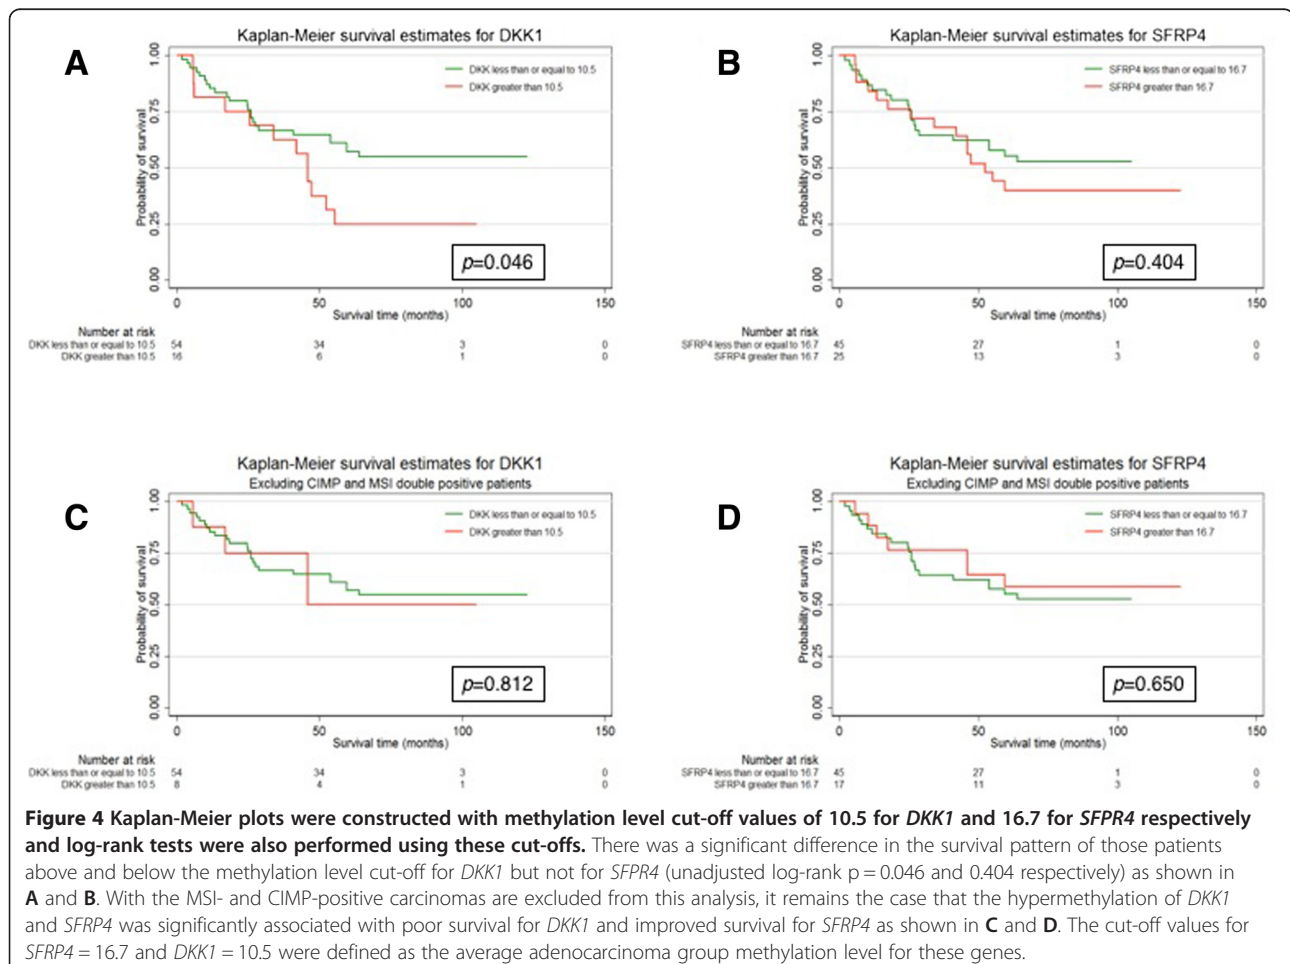 A
Kaplan-Meier survival estimates for DKK1
DKK less than or equal to 10.5
DKK greater than 10.5
Probability of survival
1.00
0.75
0.50
0.25
0.00
p=0.046
0 50 100 150
Survival time (months)
Number at risk
DKK less than or equal to 10.5 54 34 3 0
DKK greater than 10.5 16 6 1 0
B
Kaplan-Meier survival estimates for SFRP4
SFRP4 less than or equal to 16.7
SFRP4 greater than 16.7
Probability of survival
1.00
0.75
0.50
0.25
0.00
p=0.404
0 50 100 150
Survival time (months)
Number at risk
SFRP4 less than or equal to 16.7 45 27 1 0
SFRP4 greater than 16.7 25 13 3 0
C
Kaplan-Meier survival estimates for DKK1
Excluding CIMP and MSI double positive patients
DKK less than or equal to 10.5
DKK greater than 10.5
Probability of survival
1.00
0.75
0.50
0.25
0.00
p=0.812
0 50 100 150
Survival time (months)
Number at risk
DKK less than or equal to 10.5 54 34 3 0
DKK greater than 10.5 8 4 1 0
D
Kaplan-Meier survival estimates for SFRP4
Excluding CIMP and MSI double positive patients
SFRP4 less than or equal to 16.7
SFRP4 greater than 16.7
Probability of survival
1.00
0.75
0.50
0.25
0.00
p=0.650
0 50 100 150
Survival time (months)
Number at risk
SFRP4 less than or equal to 16.7 45 27 1 0
SFRP4 greater than 16.7 17 11 3 0
Figure 4 Kaplan-Meier plots were constructed with methylation level cut-off values of 10.5 for DKK1 and 16.7 for SFPR4 respectively
and log-rank tests were also performed using these cut-offs. There was a significant difference in the survival pattern of those patients
above and below the methylation level cut-off for DKK1 but not for SFPR4 (unadjusted log-rank p = 0.046 and 0.404 respectively) as shown in
A and B. With the MSI- and CIMP-positive carcinomas are excluded from this analysis, it remains the case that the hypermethylation of DKK1
and SFRP4 was significantly associated with poor survival for DKK1 and improved survival for SFRP4 as shown in C and D. The cut-off values for
SFRP4 = 16.7 and DKK1 = 10.5 were defined as the average adenocarcinoma group methylation level for these genes.